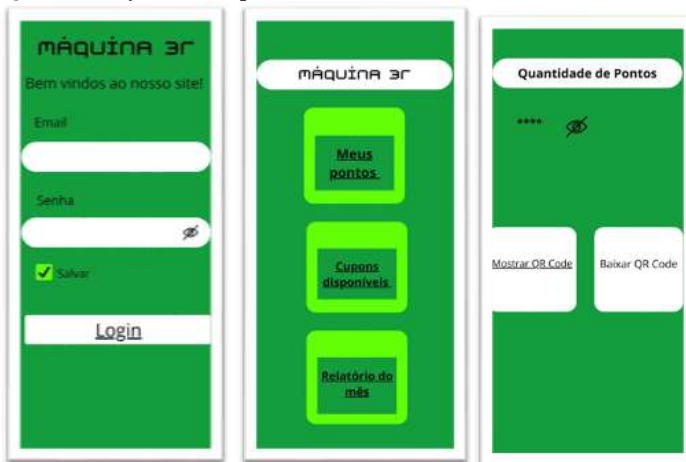 MÁQUINA 3R
Bem vindos ao nosso site!
Email
Senha
Salvar
Login
MÁQUINA 3R
Meus
pontos
Cupons
disponíveis
Relatório do
mês
Quantidade de Pontos
****
Mostrar QR Code
Baixar QR Code